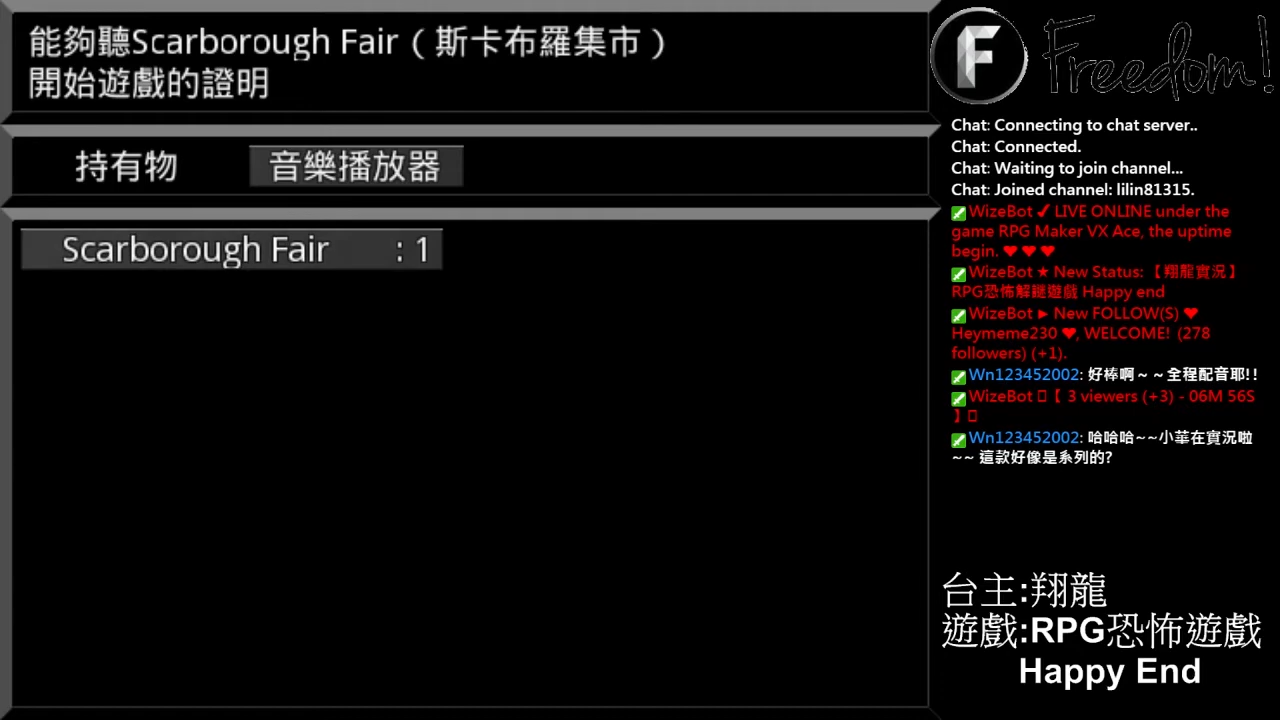 能夠聽Scarborough Fair（斯卡布羅集市）
開始遊戲的證明
持有物
音樂播放器
Scarborough Fair : 1
F
Freedom!
Chat: Connecting to chat server..
Chat: Connected.
Chat: Waiting to join channel...
Chat: Joined channel: lilin81315.
WizeBot ✔ LIVE ONLINE under the
game RPG Maker VX Ace, the uptime
begin. ♥ ♥ ♥
WizeBot ★ New Status: 【翔龍實況】
RPG恐怖解謎遊戲 Happy end
WizeBot ► New FOLLOW(S) ♥
Heymeme230 ♥, WELCOME! (278
followers) (+1).
Wn123452002: 好棒啊～～全程配音耶!!
WizeBot 【 3 viewers (+3) - 06M 56S
】
Wn123452002: 哈哈哈~~小華在實況啦
~~ 這款好像是系列的?
台主:翔龍
遊戲:RPG恐怖遊戲
Happy End